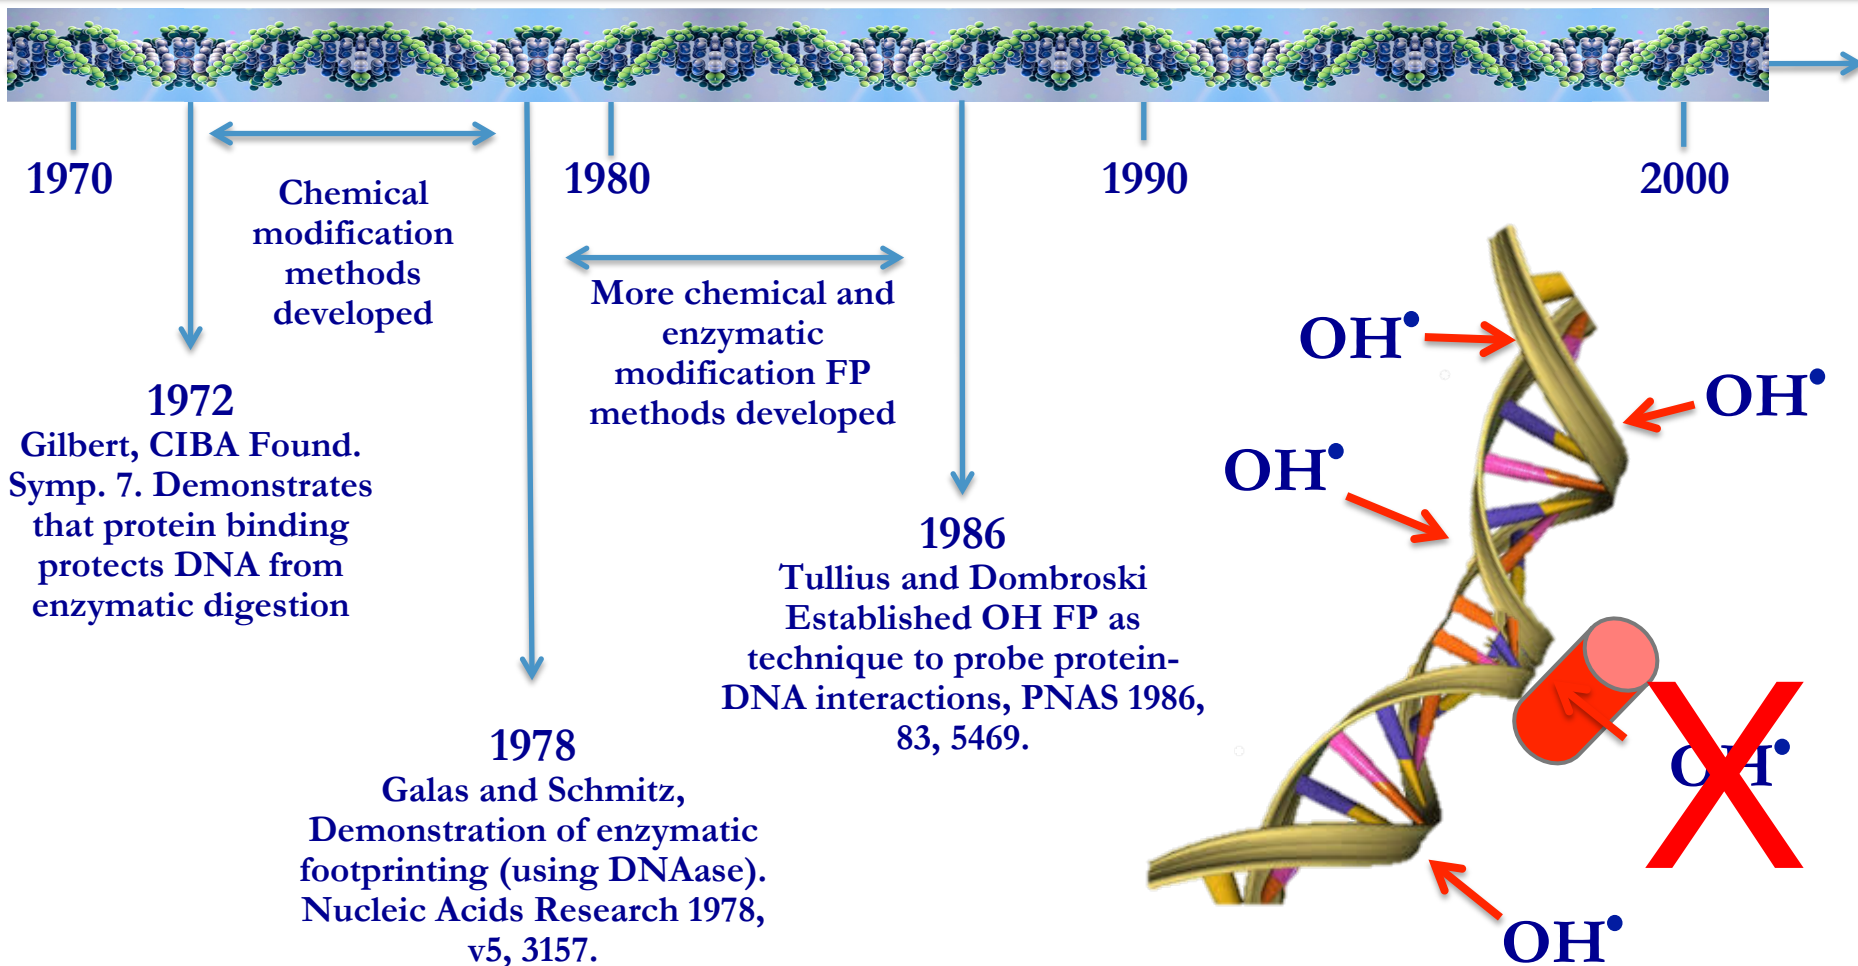 1970
1980
1990
2000
Chemical
modification
methods
developed
More chemical and
enzymatic
modification FP
methods developed
1972
Gilbert, CIBA Found.
Symp. 7. Demonstrates
that protein binding
protects DNA from
enzymatic digestion
1978
Galas and Schmitz,
Demonstration of enzymatic
footprinting (using DNAase).
Nucleic Acids Research 1978,
v5, 3157.
1986
Tullius and Dombroski
Established OH FP as
technique to probe protein-
DNA interactions, PNAS 1986,
83, 5469.
OH•
OH•
OH•
OH•
X
OH•